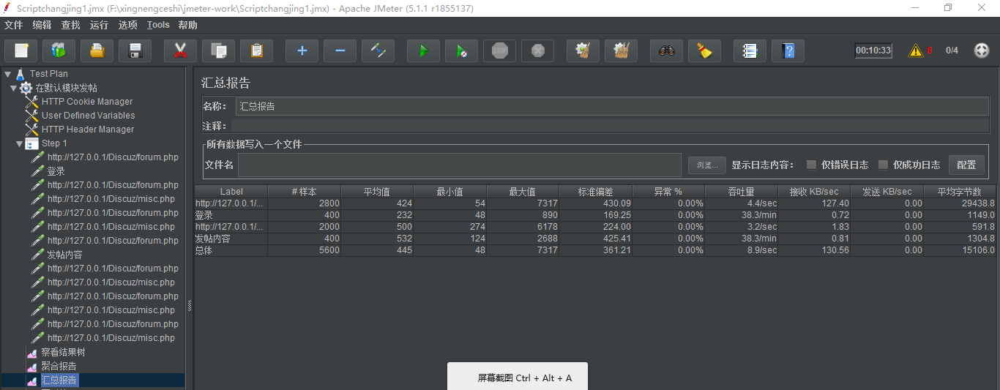 Scriptchangjing1.jmx (F:\xingnengceshi\jmeter-work\Scriptchangjing1.jmx) - Apache JMeter (5.1.1 r1855137)
文件 编辑 查找 运行 选项 Tools 帮助
STOP 00:10:33 8 0/4
Test Plan
在默认模块发帖
HTTP Cookie Manager
User Defined Variables
HTTP Header Manager
Step 1
http://127.0.0.1/Discuz/forum.php
登录
http://127.0.0.1/Discuz/forum.php
http://127.0.0.1/Discuz/misc.php
http://127.0.0.1/Discuz/forum.php
http://127.0.0.1/Discuz/misc.php
http://127.0.0.1/Discuz/forum.php
发帖内容
http://127.0.0.1/Discuz/forum.php
http://127.0.0.1/Discuz/misc.php
http://127.0.0.1/Discuz/forum.php
http://127.0.0.1/Discuz/misc.php
http://127.0.0.1/Discuz/forum.php
http://127.0.0.1/Discuz/misc.php
察看结果树
聚合报告
汇总报告
汇总报告
名称： 汇总报告
注释：
所有数据写入一个文件
文件名 浏览... 显示日志内容： 仅错误日志 仅成功日志 配置
Label # 样本 平均值 最小值 最大值 标准偏差 异常 % 吞吐量 接收 KB/sec 发送 KB/sec 平均字节数
http://127.0.0.1/... 2800 424 54 7317 430.09 0.00% 4.4/sec 127.40 0.00 29438.8
登录 400 232 48 890 169.25 0.00% 38.3/min 0.72 0.00 1149.0
http://127.0.0.1/... 2000 500 274 6178 224.00 0.00% 3.2/sec 1.83 0.00 591.8
发帖内容 400 532 124 2688 425.41 0.00% 38.3/min 0.81 0.00 1304.8
总体 5600 445 48 7317 361.21 0.00% 8.9/sec 130.56 0.00 15106.0
屏幕截图 Ctrl + Alt + A